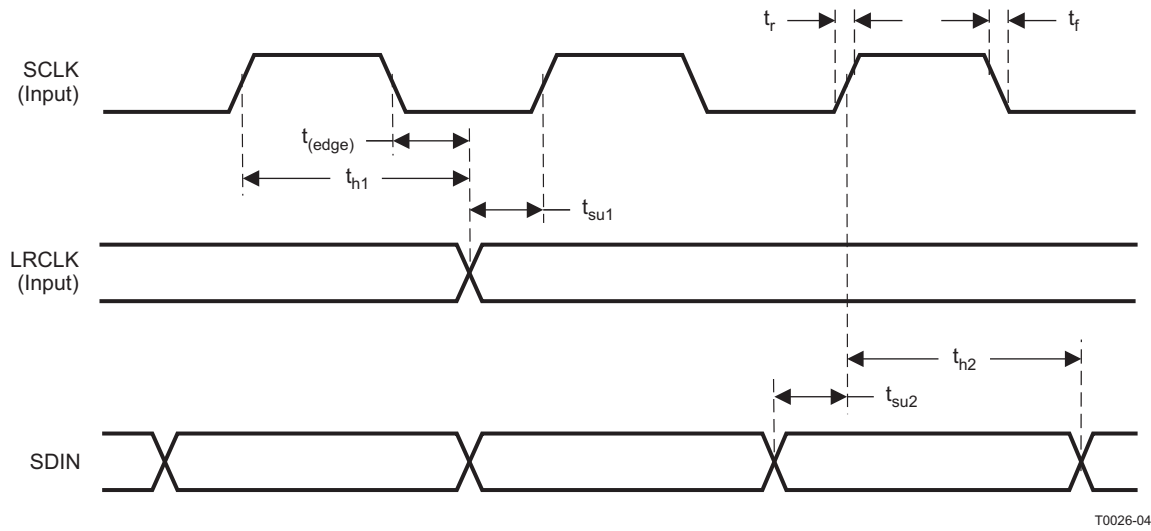 t_r
t_f
SCLK
(Input)
t_(edge)
t_h1
t_su1
LRCLK
(Input)
t_h2
t_su2
SDIN
T0026-04